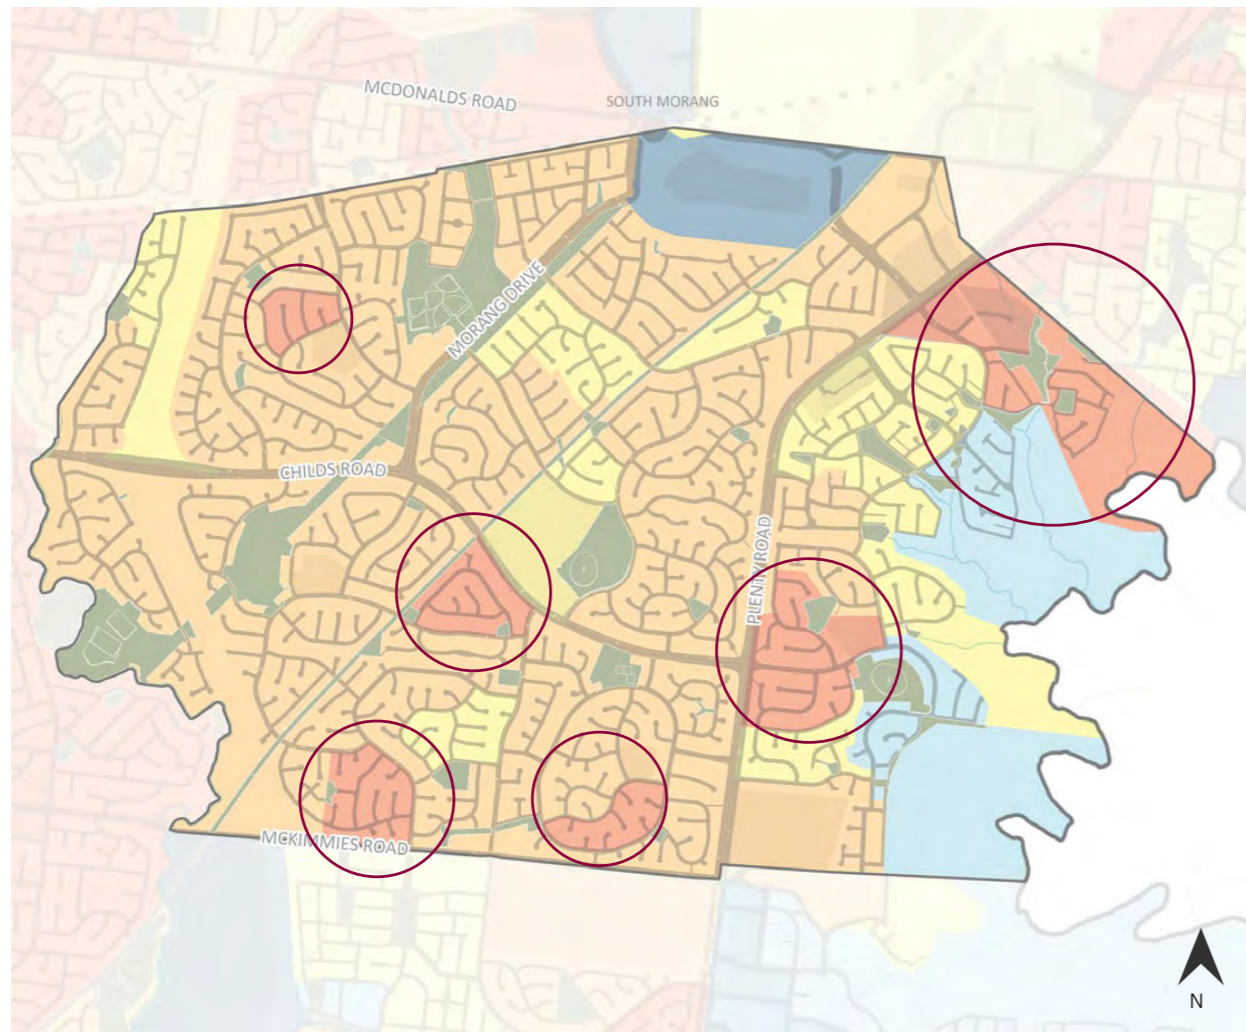 MCDONALDS ROAD
SOUTH MORANG
MORANG DRIVE
CHILDS ROAD
PLENTY ROAD
MCKIMMIES ROAD
N